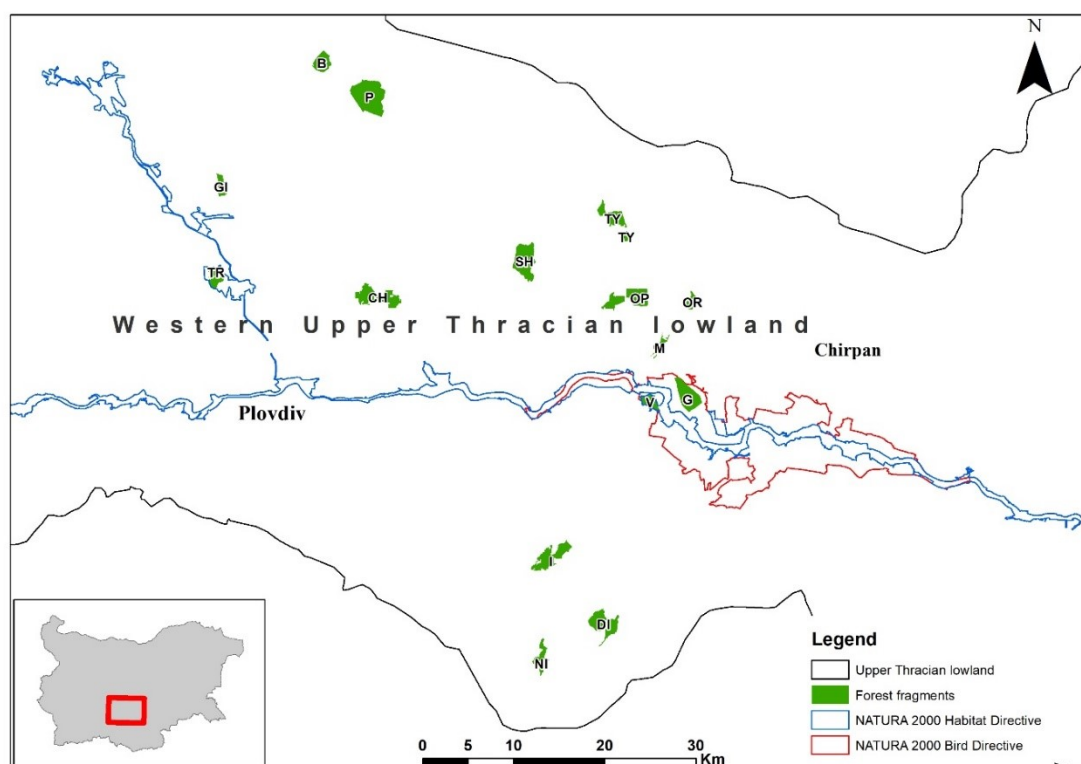 N
B
P
GI
TY
TY
SH
TR
CH
OP
OR
Western Upper Thracian lowland
M
Chirpan
V
G
Plovdiv
I
DI
NI
Legend
Upper Thracian lowland
Forest fragments
NATURA 2000 Habitat Directive
NATURA 2000 Bird Directive
0 5 10 20 30
Km